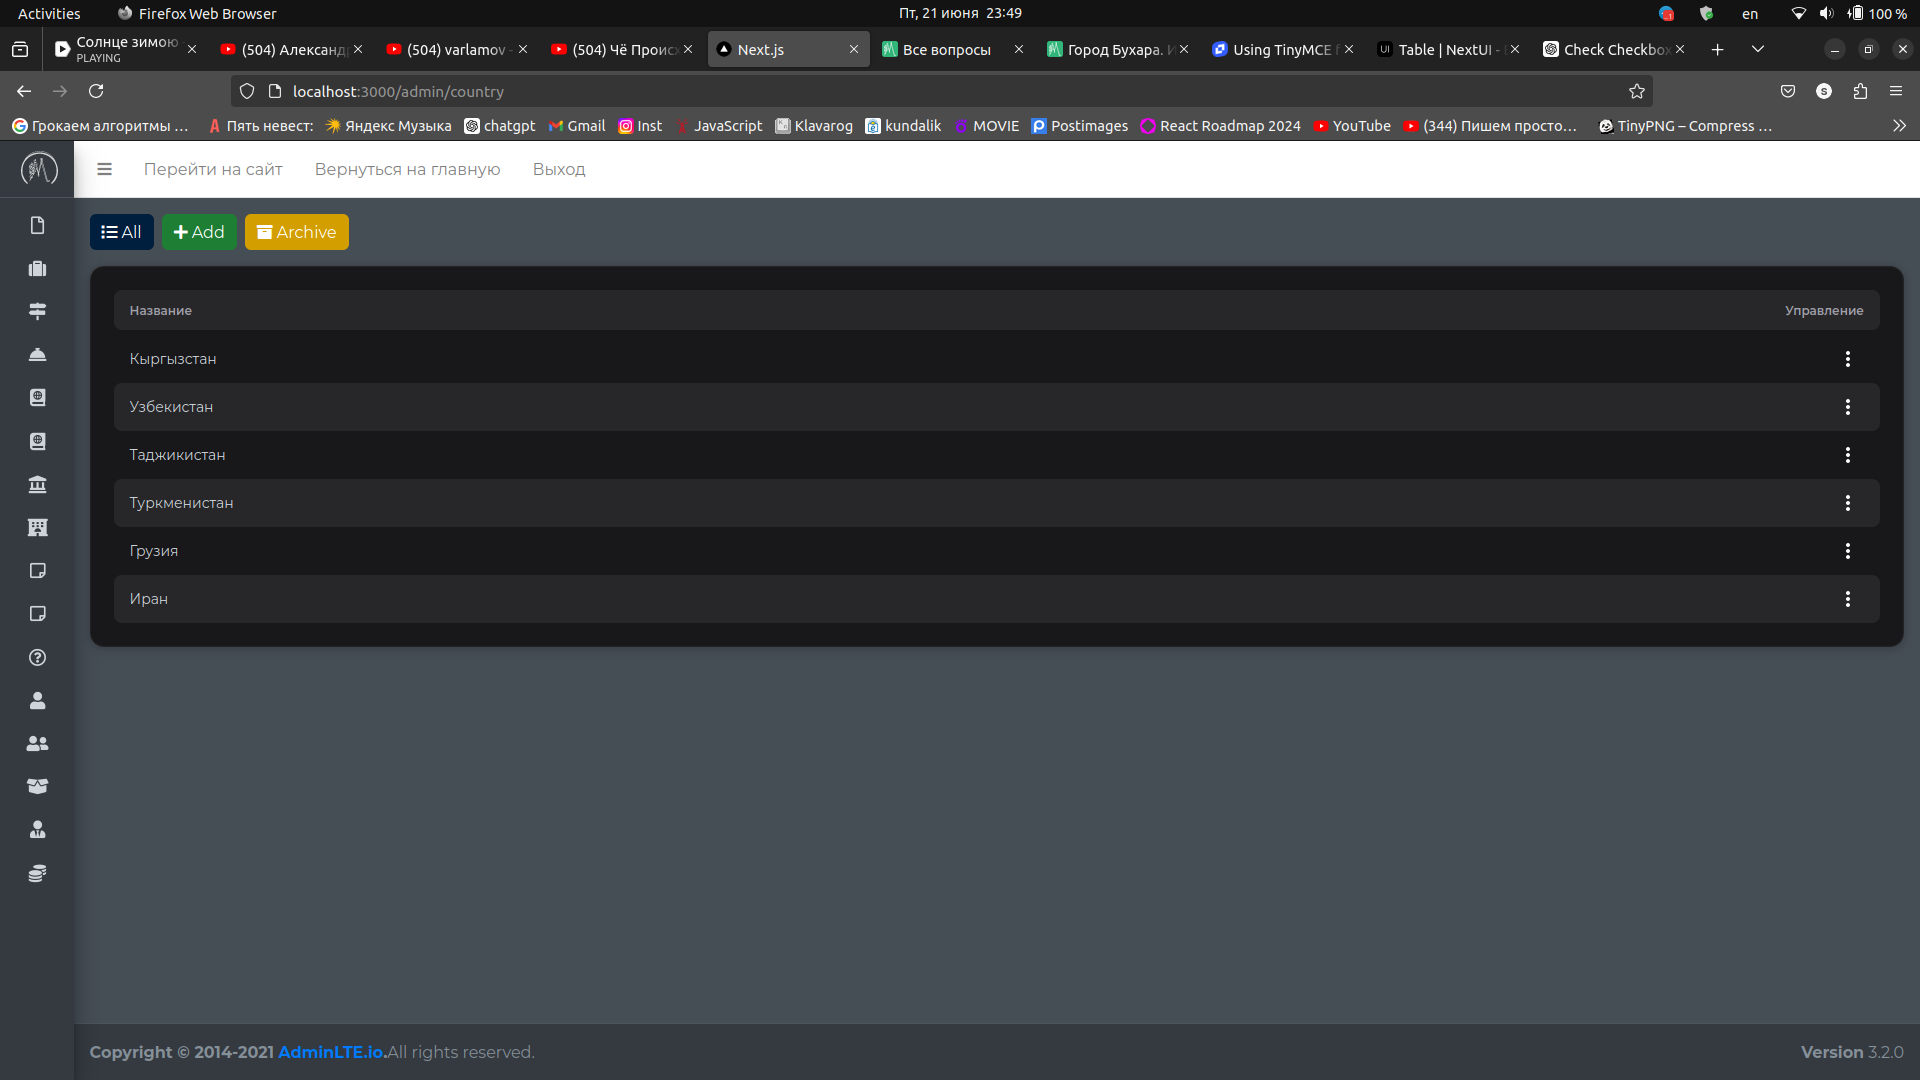 Activities Firefox Web Browser Пт, 21 июня 23:49 en 100 %
Солнце зимою
PLAYING
(504) Александр (504) varlamov - (504) Чё Происх Next.js Все вопросы Город Бухара. И Using TinyMCE f Table | NextUI - Check Checkbox
localhost:3000/admin/country S
Грокаем алгоритмы ... Пять невест: Яндекс Музыка chatgpt Gmail Inst JavaScript Klavarog kundalik MOVIE Postimages React Roadmap 2024 YouTube (344) Пишем просто... TinyPNG – Compress ...
Перейти на сайт Вернуться на главную Выход
All Add Archive
Название Управление
Кыргызстан
Узбекистан
Таджикистан
Туркменистан
Грузия
Иран
Copyright © 2014-2021 AdminLTE.io.All rights reserved. Version 3.2.0